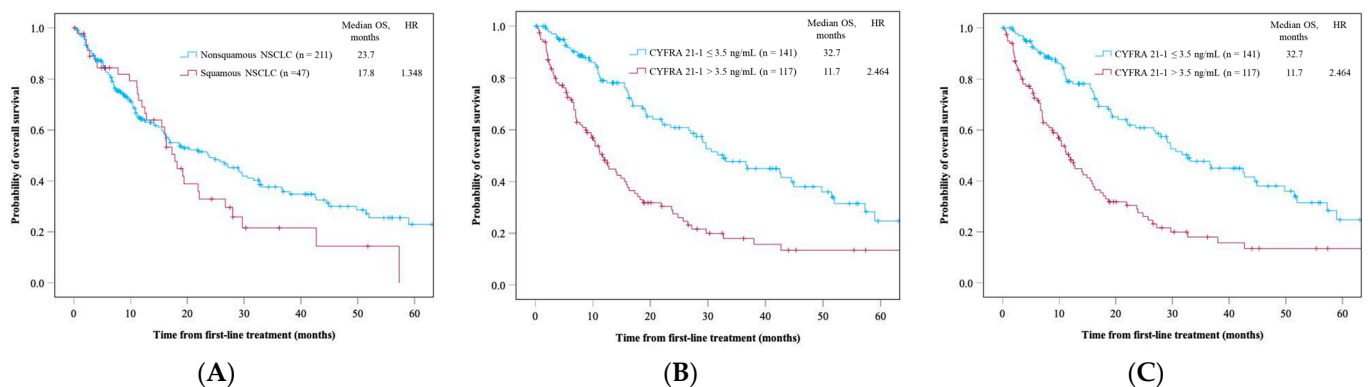 Median OS, HR
months
Nonsquamous NSCLC (n = 211) 23.7
Squamous NSCLC (n =47) 17.8 1.348
Probability of overall survival
1.0
0.8
0.6
0.4
0.2
0.0
0 10 20 30 40 50 60
Time from first-line treatment (months)
(A)
Median OS, HR
months
CYFRA 21-1 ≤ 3.5 ng/mL (n = 141) 32.7
CYFRA 21-1 > 3.5 ng/mL (n = 117) 11.7 2.464
Probability of overall survival
1.0
0.8
0.6
0.4
0.2
0.0
0 10 20 30 40 50 60
Time from first-line treatment (months)
(B)
Median OS, HR
months
CYFRA 21-1 ≤ 3.5 ng/mL (n = 141) 32.7
CYFRA 21-1 > 3.5 ng/mL (n = 117) 11.7 2.464
Probability of overall survival
1.0
0.8
0.6
0.4
0.2
0.0
0 10 20 30 40 50 60
Time from first-line treatment (months)
(C)